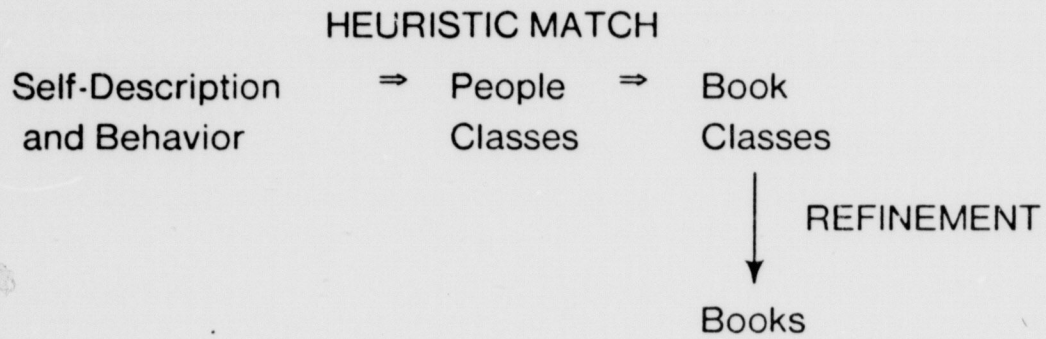 HEURISTIC MATCH
Self-Description ⇒ People ⇒ Book
and Behavior Classes Classes
REFINEMENT
Books